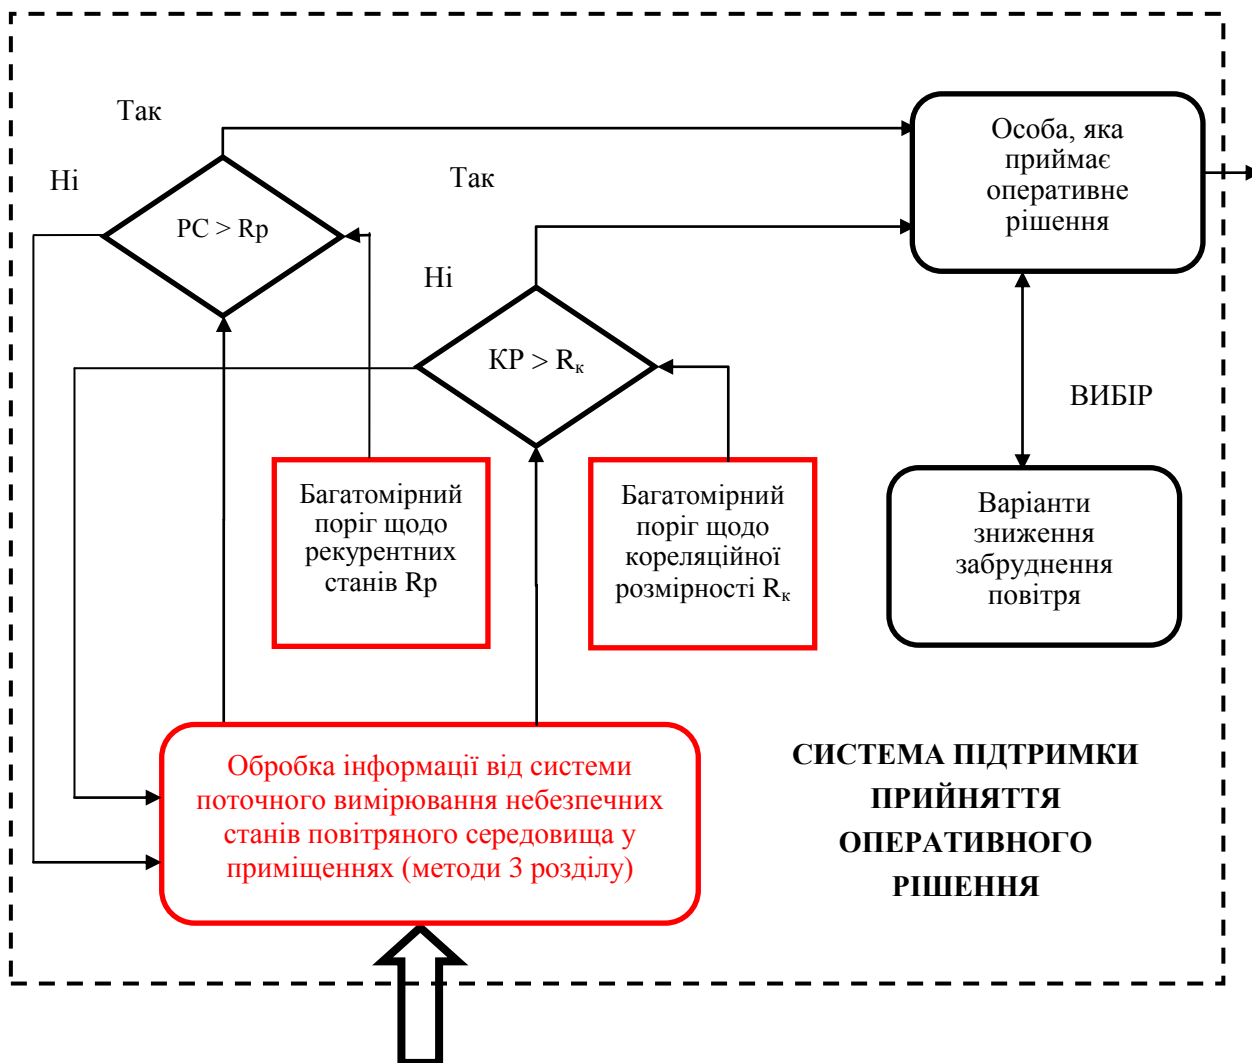 Так
Ні
РС > Rр
Так
Ні
КР > Rк
Особа, яка
приймає
оперативне
рішення
ВИБІР
Багатомірний
поріг щодо
рекурентних
станів Rр
Багатомірний
поріг щодо
кореляційної
розмірності Rк
Варіанти
зниження
забруднення
повітря
Обробка інформації від системи
поточного вимірювання небезпечних
станів повітряного середовища у
приміщеннях (методи 3 розділу)
СИСТЕМА ПІДТРИМКИ
ПРИЙНЯТТЯ
ОПЕРАТИВНОГО
РІШЕННЯ